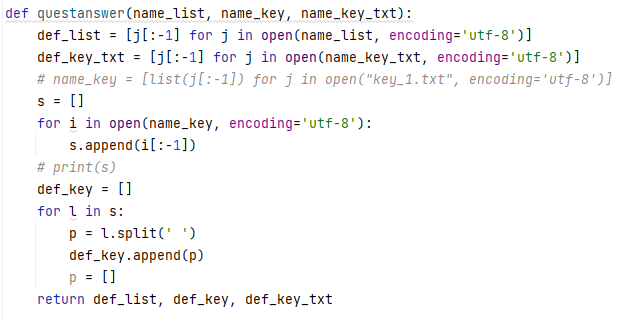 def questanswer(name_list, name_key, name_key_txt):
    def_list = [j[:-1] for j in open(name_list, encoding='utf-8')]
    def_key_txt = [j[:-1] for j in open(name_key_txt, encoding='utf-8')]
    # name_key = [list(j[:-1]) for j in open("key_1.txt", encoding='utf-8')]
    s = []
    for i in open(name_key, encoding='utf-8'):
        s.append(i[:-1])
    # print(s)
    def_key = []
    for l in s:
        p = l.split(' ')
        def_key.append(p)
        p = []
    return def_list, def_key, def_key_txt